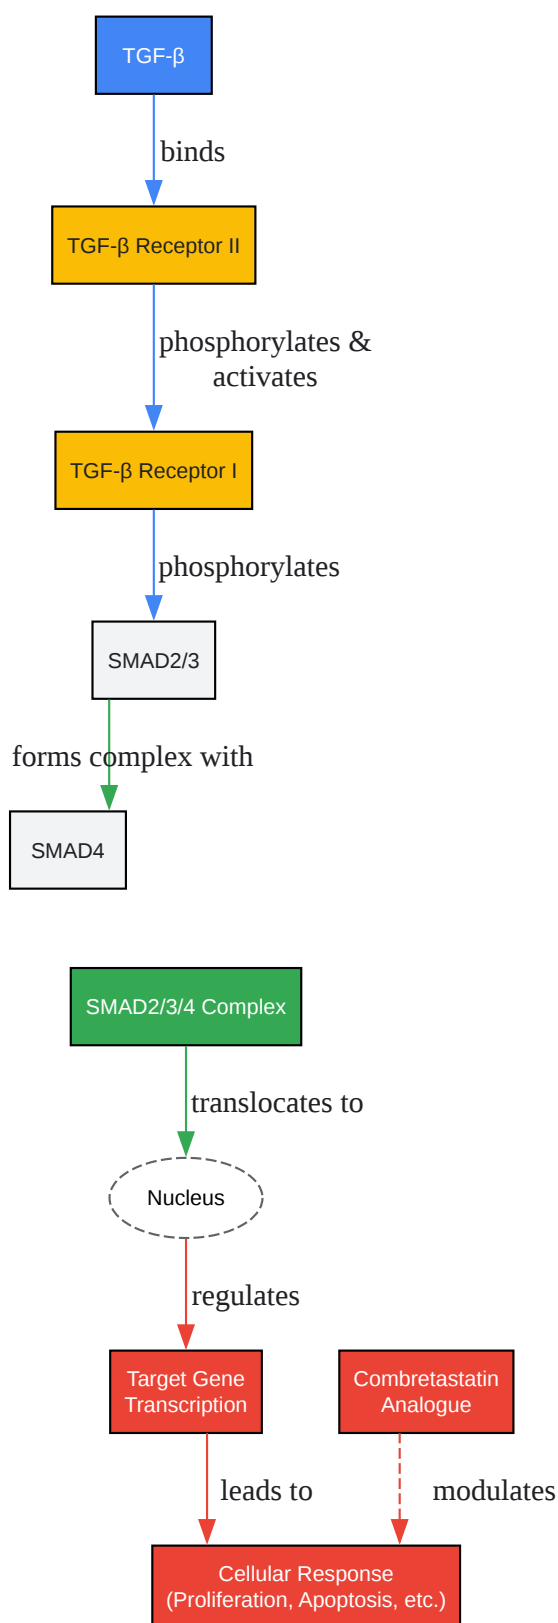 TGF-β
binds
TGF-β Receptor II
phosphorylates &
activates
TGF-β Receptor I
phosphorylates
SMAD2/3
forms complex with
SMAD4
SMAD2/3/4 Complex
translocates to
Nucleus
regulates
Target Gene
Transcription
Combretastatin
Analogue
leads to
modulates
Cellular Response
(Proliferation, Apoptosis, etc.)